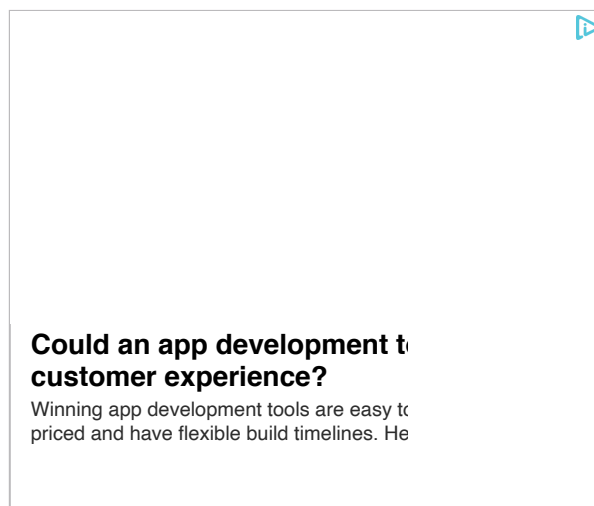 Could an app development
customer experience?
Winning app development tools are easy
priced and have flexible build timelines.